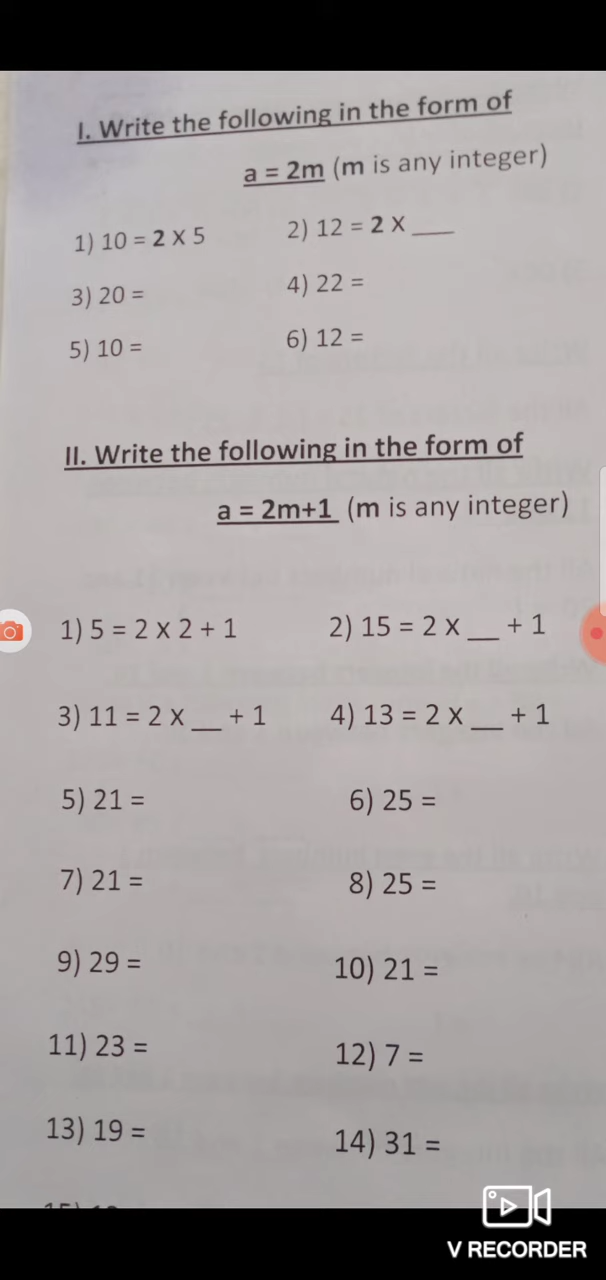 I. Write the following in the form of
a = 2m (m is any integer)
1) 10 = 2 X 5 2) 12 = 2 X ___
3) 20 = 4) 22 =
5) 10 = 6) 12 =
II. Write the following in the form of
a = 2m+1 (m is any integer)
1) 5 = 2 X 2 + 1 2) 15 = 2 X __ + 1
3) 11 = 2 X __ + 1 4) 13 = 2 X __ + 1
5) 21 = 6) 25 =
7) 21 = 8) 25 =
9) 29 = 10) 21 =
11) 23 = 12) 7 =
13) 19 = 14) 31 =
V RECORDER